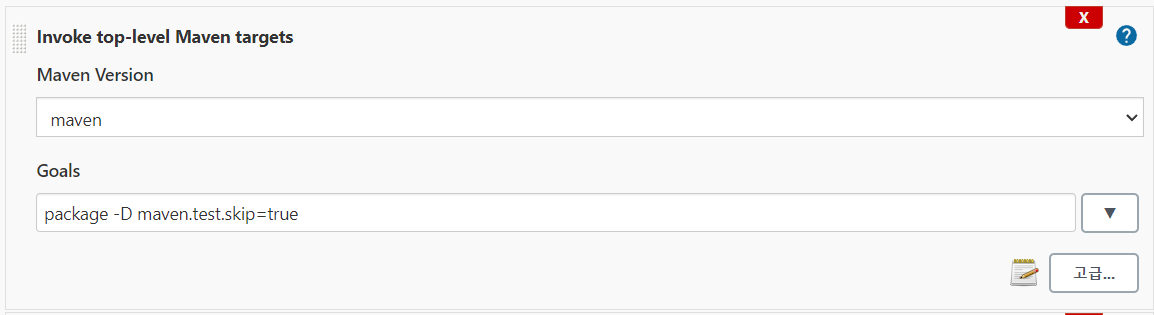 X
Invoke top-level Maven targets
?
Maven Version
maven
Goals
package -D maven.test.skip=true
▼
고급...